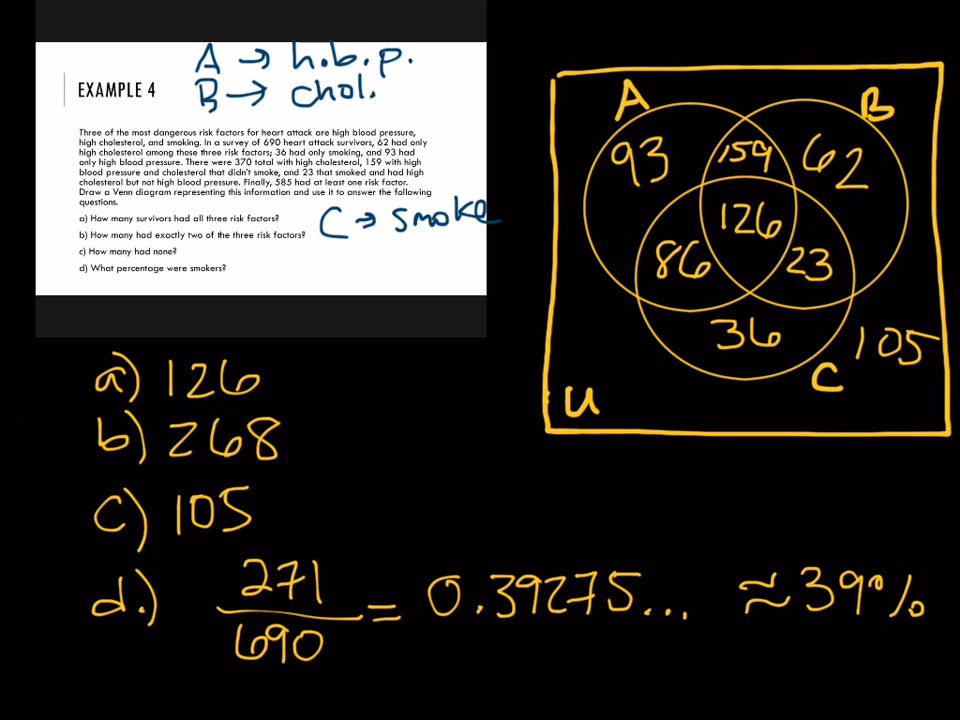 A → h.b.p.
B → chol.
EXAMPLE 4
Three of the most dangerous risk factors for heart attack are high blood pressure,
high cholesterol, and smoking. In a survey of 690 heart attack survivors, 62 had only
high cholesterol among those three risk factors; 36 had only smoking, and 93 had
only high blood pressure. There were 370 total with high cholesterol, 159 with high
blood pressure and cholesterol that didn't smoke, and 23 that smoked and had high
cholesterol but not high blood pressure. Finally, 585 had at least one risk factor.
Draw a Venn diagram representing this information and use it to answer the following
questions.
C → smoke
a) How many survivors had all three risk factors?
b) How many had exactly two of the three risk factors?
c) How many had none?
d) What percentage were smokers?
A B
93 159 62
126
86 23
36 105
C
U
a) 126
b) 268
c) 105
d.) 271/690 = 0.39275... ≈ 39%